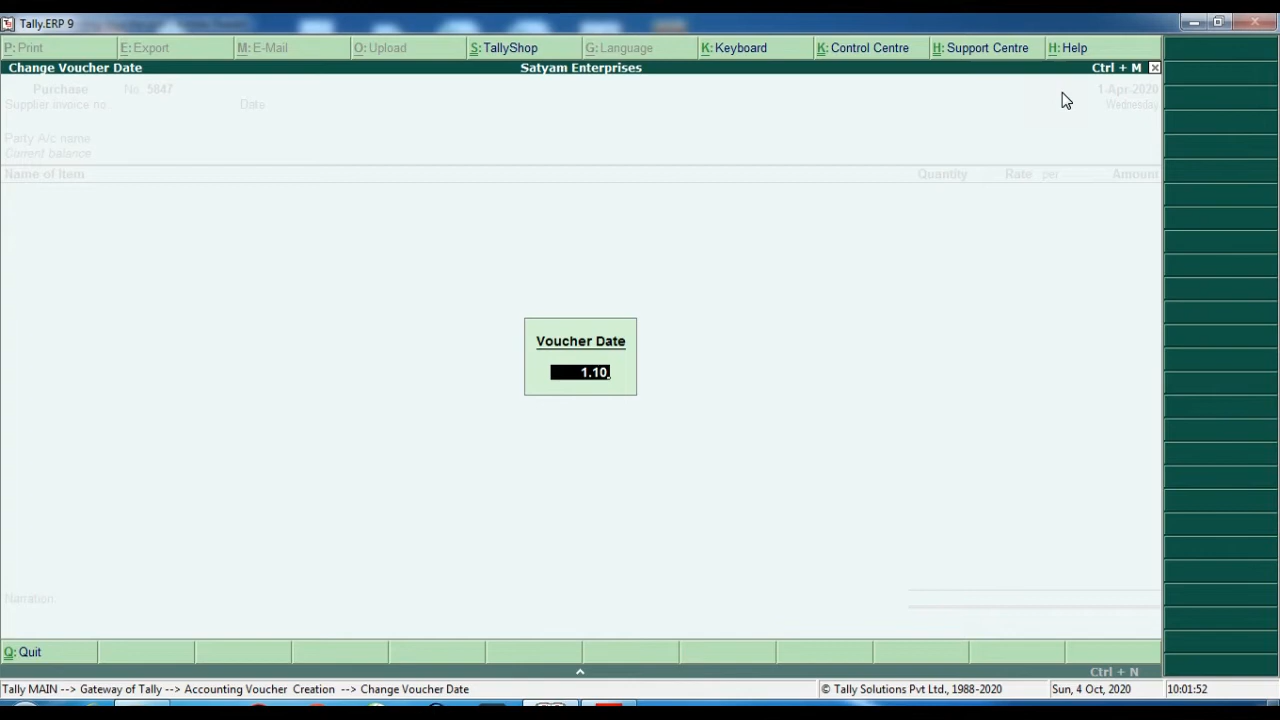 Tally.ERP 9
P: Print E: Export M: E-Mail O: Upload S: TallyShop G: Language K: Keyboard K: Control Centre H: Support Centre H: Help
Change Voucher Date Satyam Enterprises Ctrl + M
Purchase No. 5847 1-Apr-2020
Supplier invoice no. Date Wednesday
Party A/c name
Current balance
Name of Item Quantity Rate per Amount
Voucher Date
1.10
Narration:
Q: Quit
Ctrl + N
Tally MAIN --> Gateway of Tally --> Accounting Voucher Creation --> Change Voucher Date © Tally Solutions Pvt Ltd., 1988-2020 Sun, 4 Oct, 2020 10:01:52